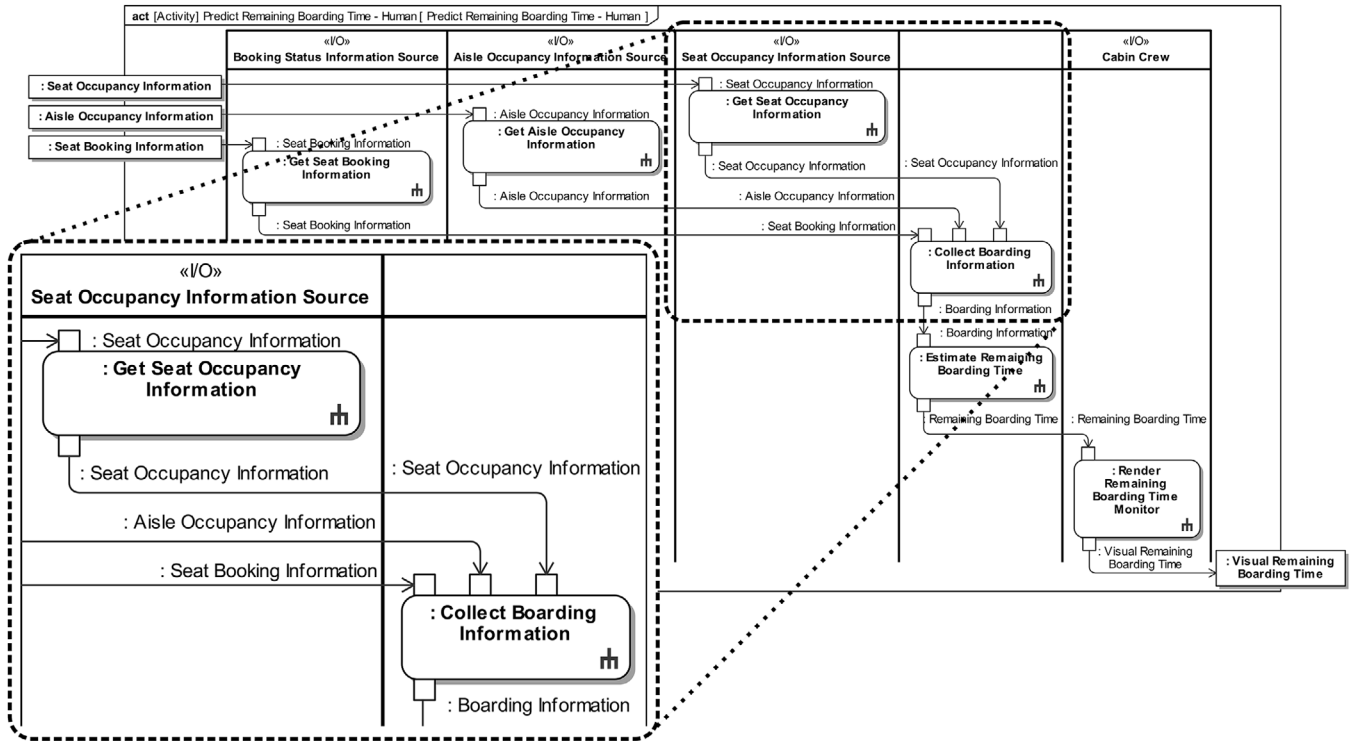 act [Activity] Predict Remaining Boarding Time - Human [ Predict Remaining Boarding Time - Human ]
«I/O»
Booking Status Information Source
«I/O»
Aisle Occupancy Information Source
«I/O»
Seat Occupancy Information Source
«I/O»
Cabin Crew
: Seat Occupancy Information
: Aisle Occupancy Information
: Seat Booking Information
: Seat Occupancy Information
: Get Seat Occupancy
Information
: Aisle Occupancy Information
: Get Aisle Occupancy
Information
: Seat Booking Information
: Get Seat Booking
Information
: Seat Occupancy Information
: Seat Occupancy Information
: Aisle Occupancy Information
: Aisle Occupancy Information
: Seat Booking Information
: Seat Booking Information
: Collect Boarding
Information
: Boarding Information
: Boarding Information
: Estimate Remaining
Boarding Time
: Remaining Boarding Time
: Remaining Boarding Time
: Render
Remaining
Boarding Time
Monitor
: Visual Remaining
Boarding Time
: Visual Remaining
Boarding Time
«I/O»
Seat Occupancy Information Source
: Seat Occupancy Information
: Get Seat Occupancy
Information
: Seat Occupancy Information
: Seat Occupancy Information
: Aisle Occupancy Information
: Seat Booking Information
: Collect Boarding
Information
: Boarding Information